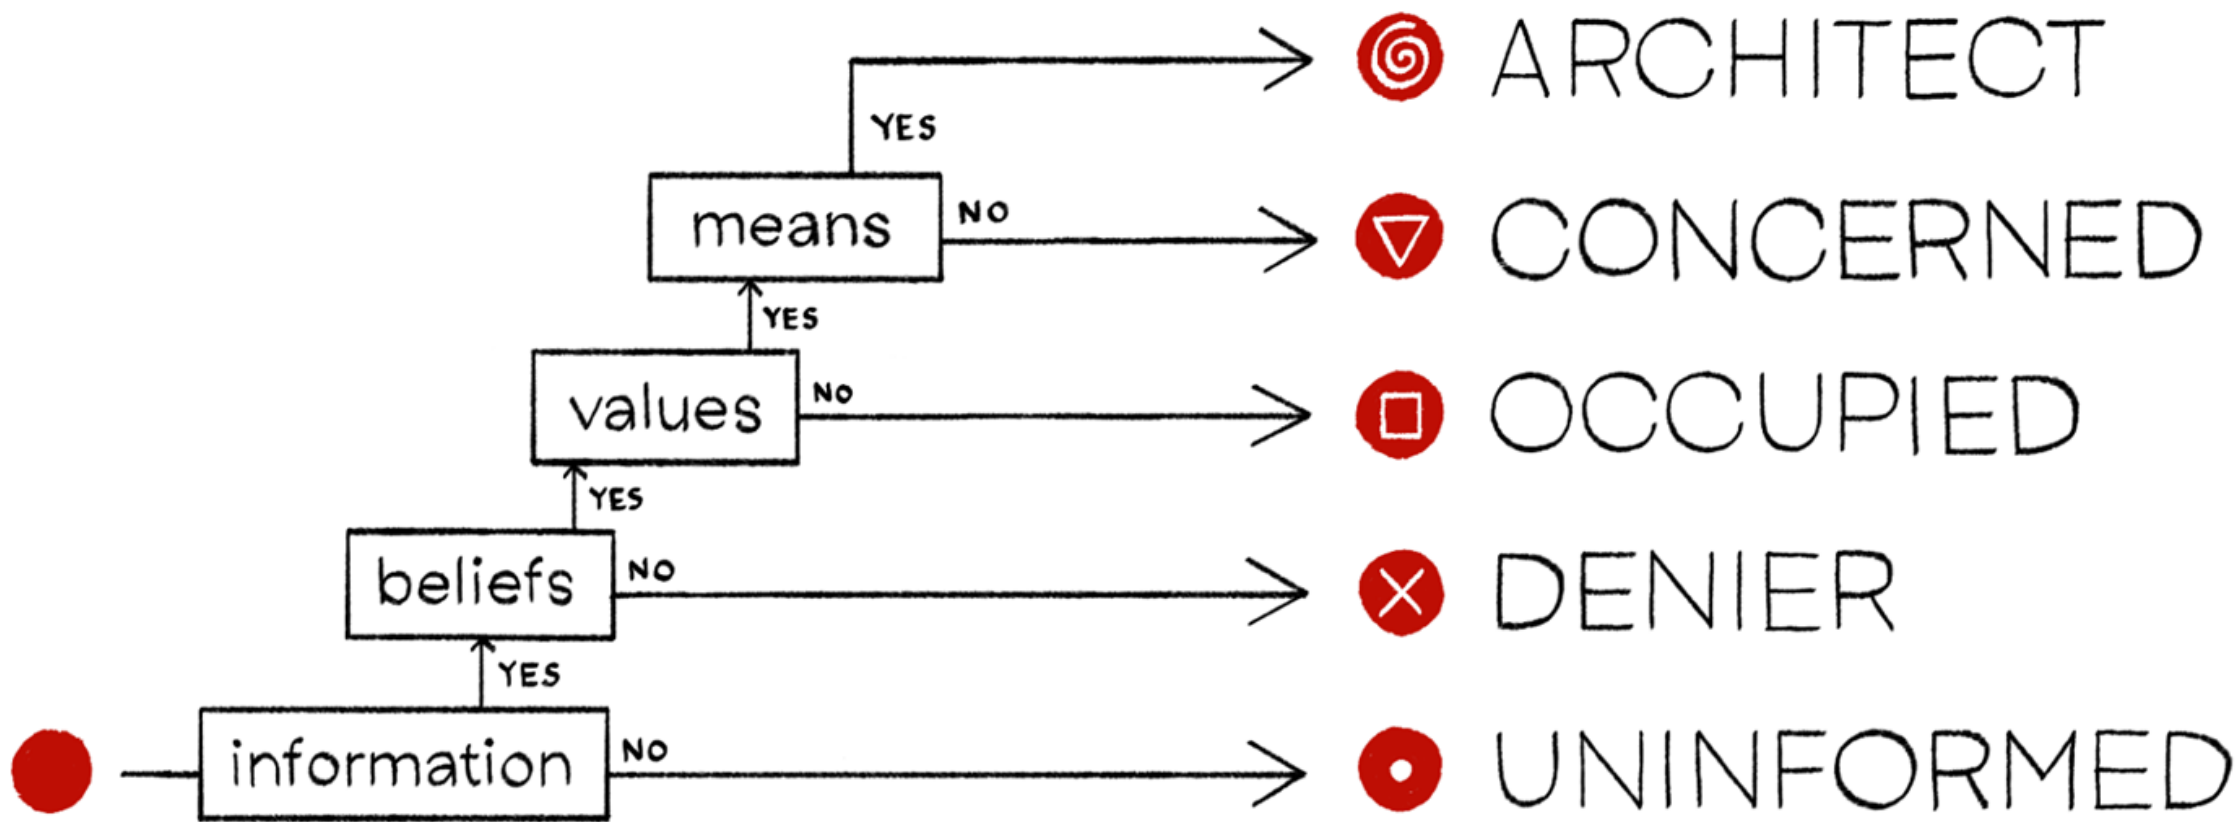 ARCHITECT
YES
means
NO
CONCERNED
YES
values
NO
OCCUPIED
YES
beliefs
NO
DENIER
YES
information
NO
UNINFORMED